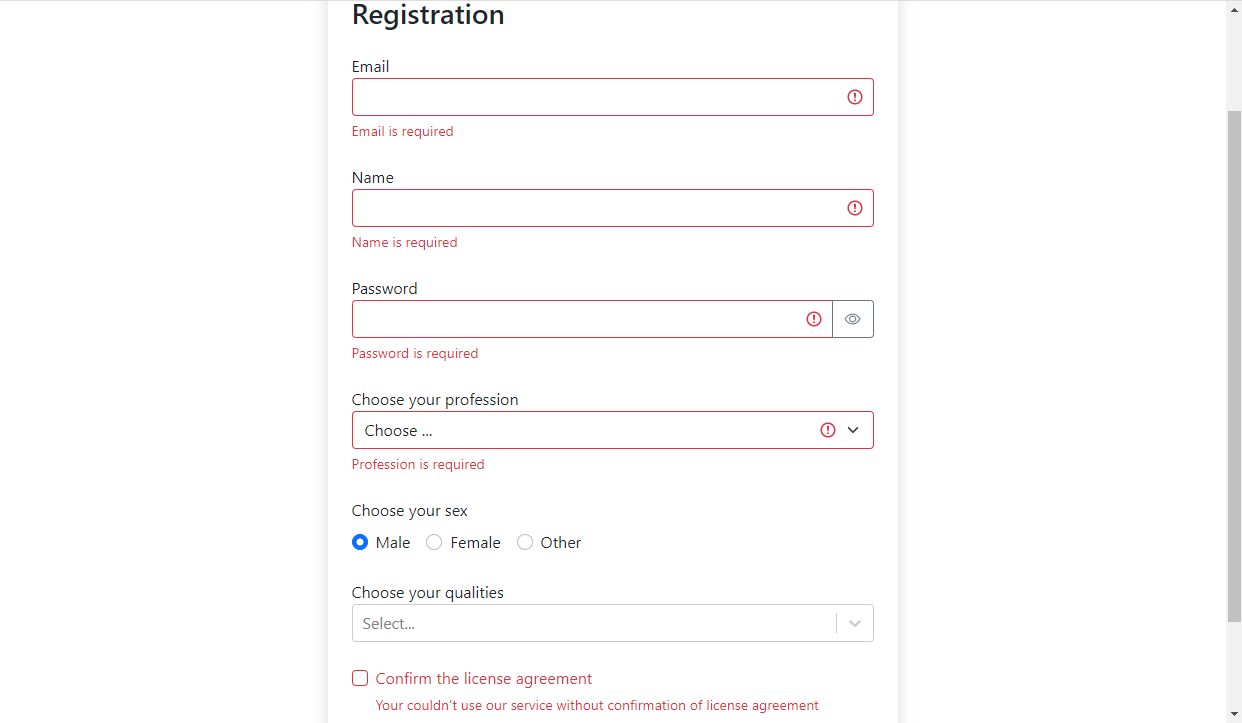 Registration
Email
Email is required
Name
Name is required
Password
Password is required
Choose your profession
Choose ...
Profession is required
Choose your sex
Male Female Other
Choose your qualities
Select...
Confirm the license agreement
Your couldn't use our service without confirmation of license agreement